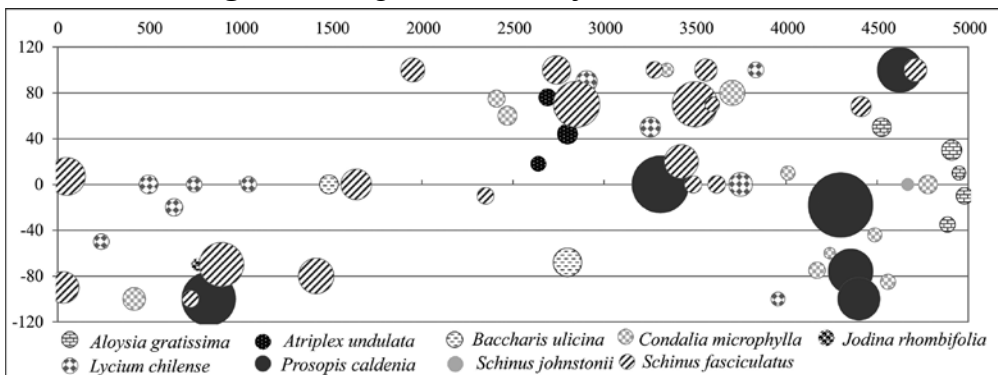 0 500 1000 1500 2000 2500 3000 3500 4000 4500 5000
120
80
40
0
-40
-80
-120
Aloysia gratissima Atriplex undulata Baccharis ulicina Condalia microphylla Jodina rhombifolia
Lycium chilense Prosopis caldenia Schinus johnstonii Schinus fasciculatus